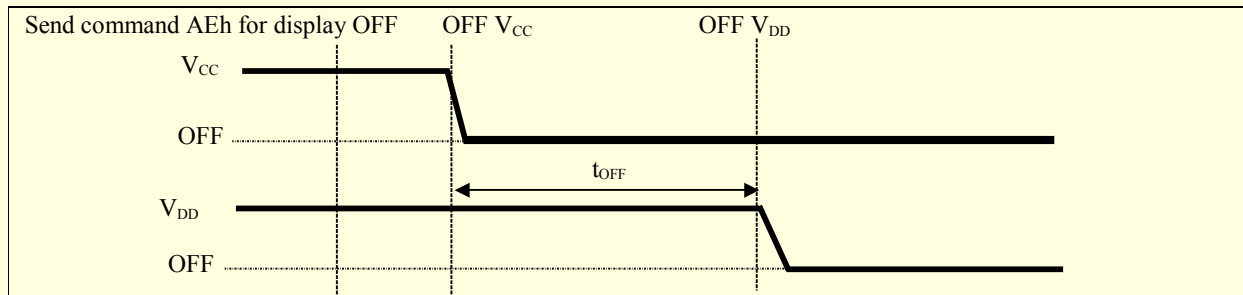 Send command AEh for display OFF OFF VCC OFF VDD
VCC
OFF
tOFF
VDD
OFF